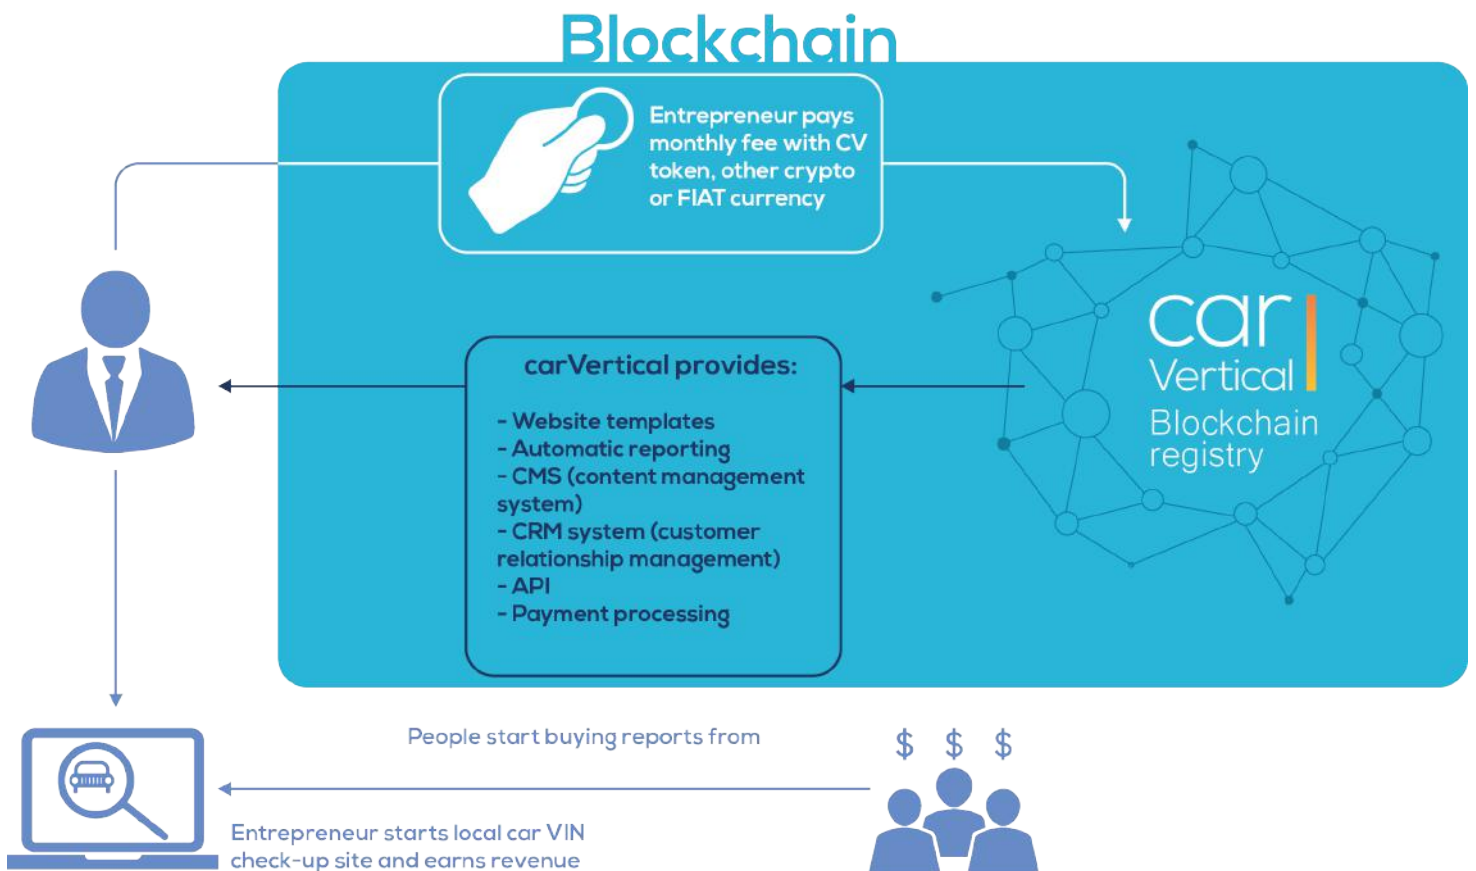 Blockchain
Entrepreneur pays
monthly fee with CV
token, other crypto
or FIAT currency
car
Vertical
Blockchain
registry
carVertical provides:
- Website templates
- Automatic reporting
- CMS (content management
system)
- CRM system (customer
relationship management)
- API
- Payment processing
People start buying reports from
$ $ $
Entrepreneur starts local car VIN
check-up site and earns revenue